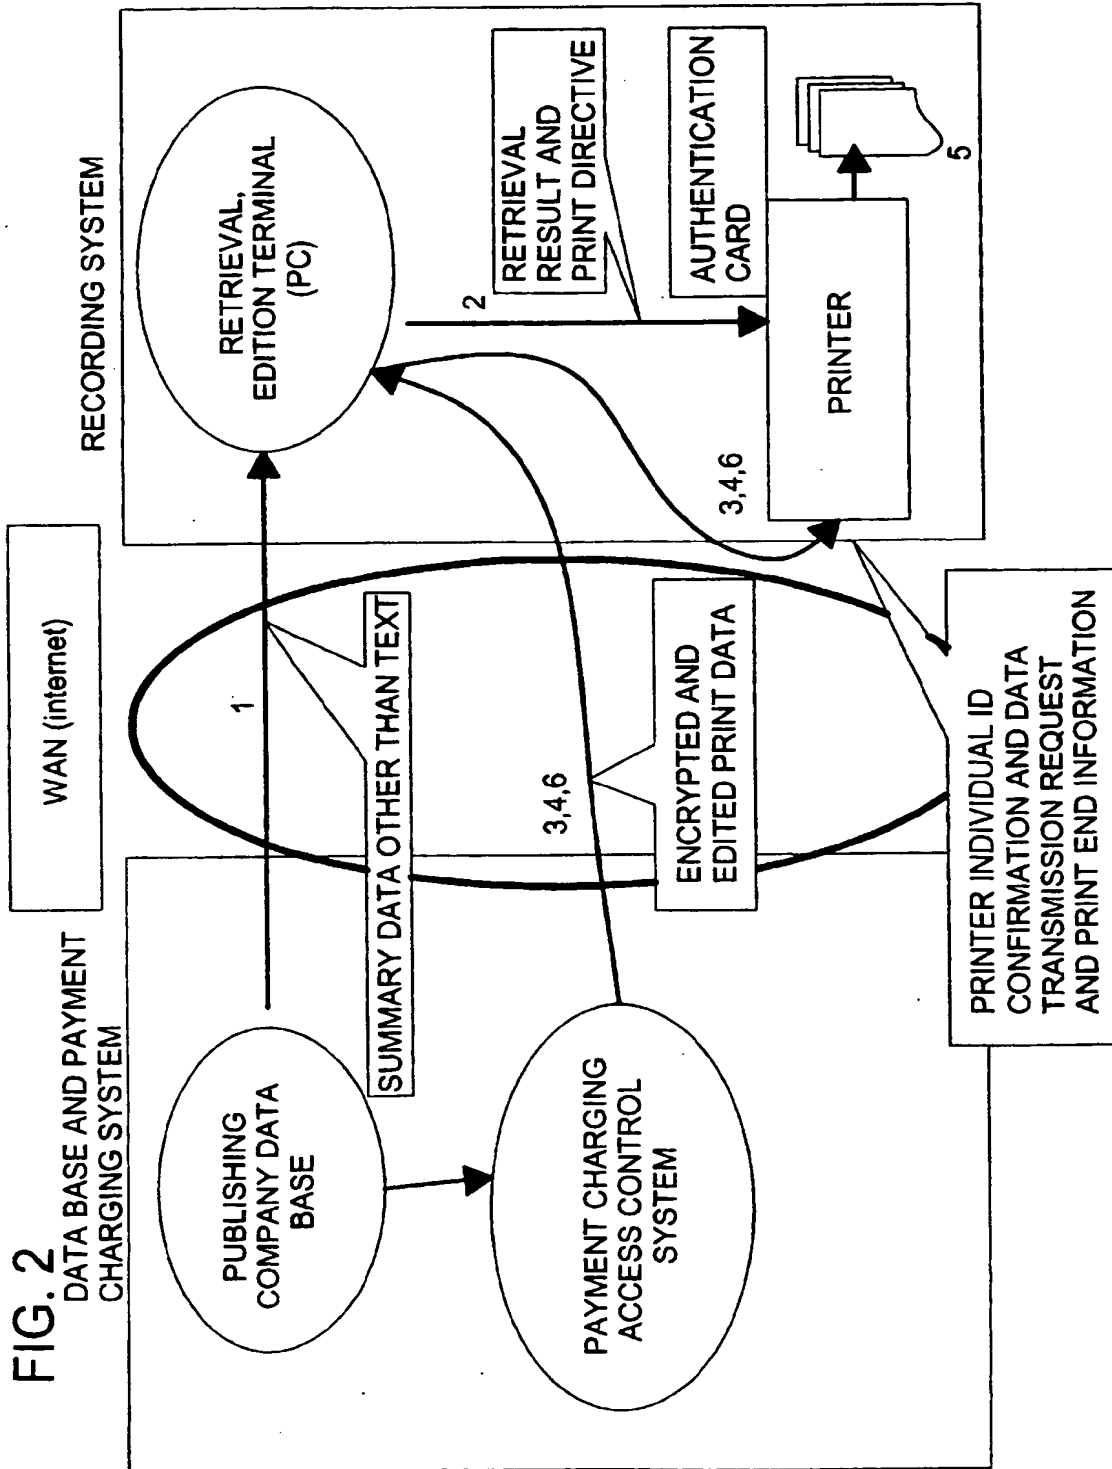 FIG. 2
DATA BASE AND PAYMENT
CHARGING SYSTEM
WAN (internet)
RECORDING SYSTEM
PUBLISHING
COMPANY DATA
BASE
1
SUMMARY DATA OTHER THAN TEXT
RETRIEVAL,
EDITION TERMINAL
(PC)
2
RETRIEVAL
RESULT AND
PRINT DIRECTIVE
PAYMENT CHARGING
ACCESS CONTROL
SYSTEM
3,4,6
ENCRYPTED AND
EDITED PRINT DATA
3,4,6
AUTHENTICATION
CARD
PRINTER
5
PRINTER INDIVIDUAL ID
CONFIRMATION AND DATA
TRANSMISSION REQUEST
AND PRINT END INFORMATION